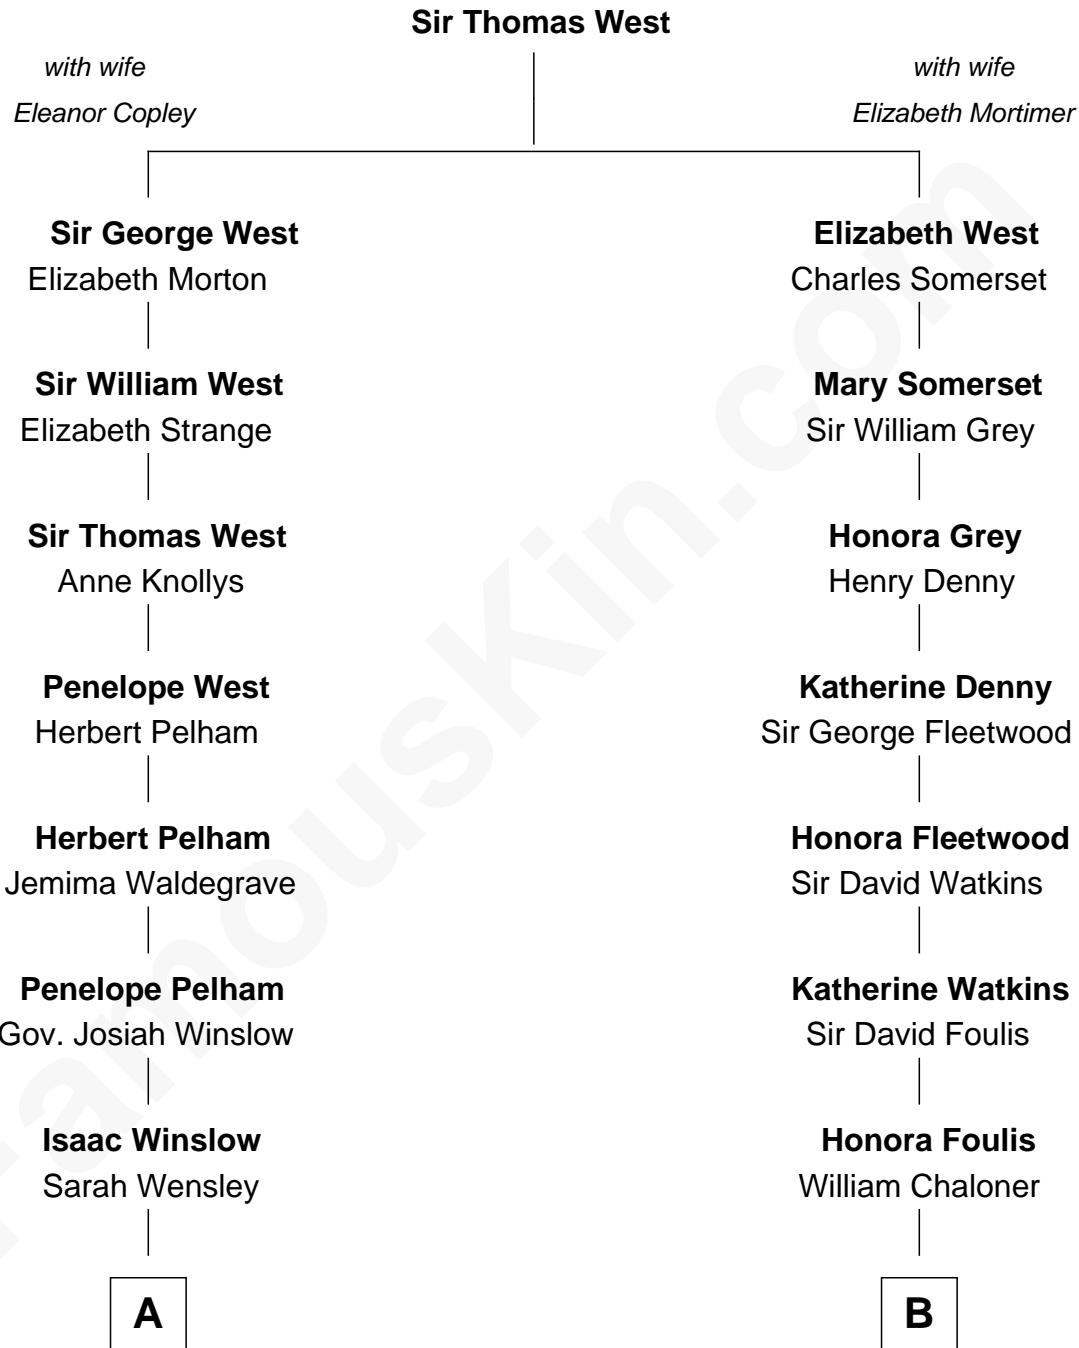 Sir Thomas West
with wife
Eleanor Copley
with wife
Elizabeth Mortimer
Sir George West
Elizabeth Morton
Elizabeth West
Charles Somerset
Sir William West
Elizabeth Strange
Mary Somerset
Sir William Grey
Sir Thomas West
Anne Knollys
Honora Grey
Henry Denny
Penelope West
Herbert Pelham
Katherine Denny
Sir George Fleetwood
Herbert Pelham
Jemima Waldegrave
Honora Fleetwood
Sir David Watkins
Penelope Pelham
Gov. Josiah Winslow
Katherine Watkins
Sir David Foulis
Isaac Winslow
Sarah Wensley
Honora Foulis
William Chaloner
A
B
FamousKin.com